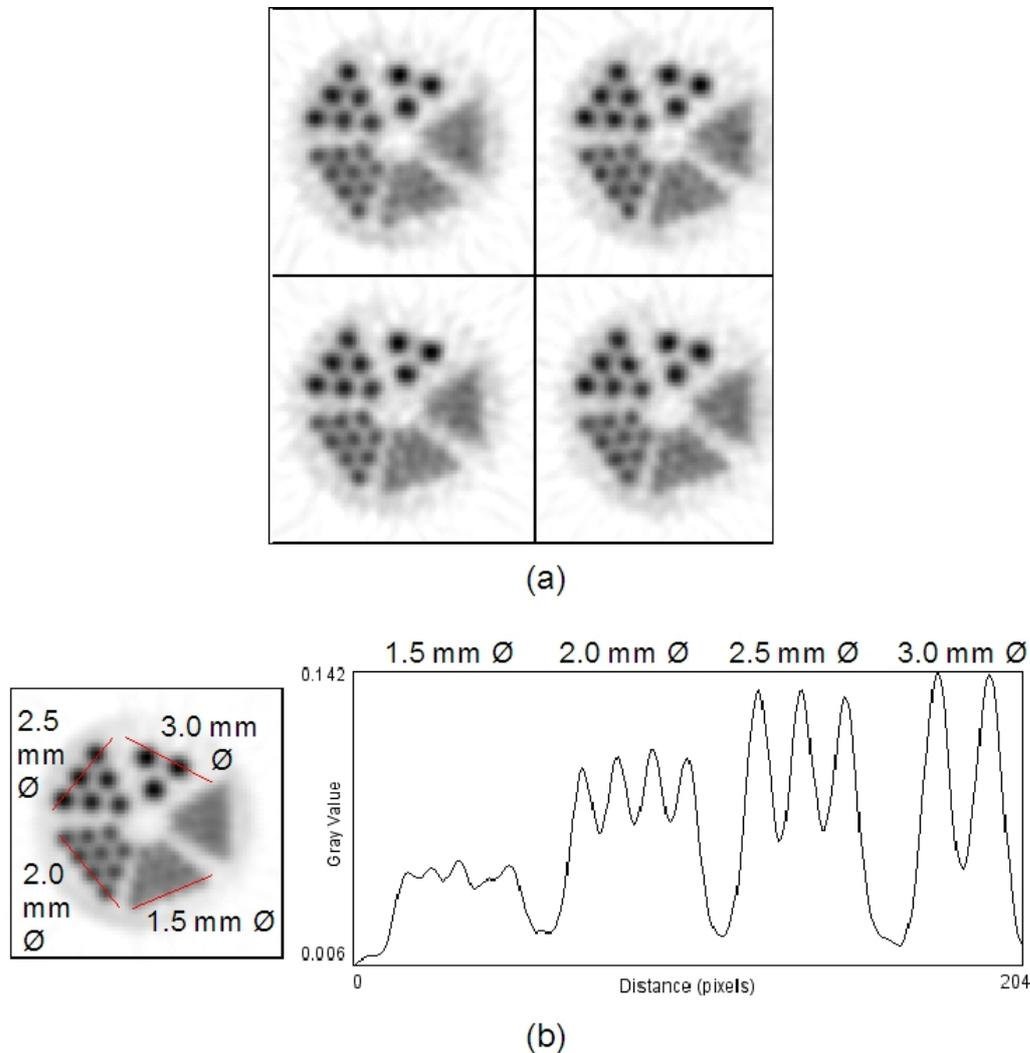 (a)
1.5 mm Ø 2.0 mm Ø 2.5 mm Ø 3.0 mm Ø
0.142
Gray Value
0.006
0
Distance (pixels)
204
2.5
mm
Ø
3.0 mm
Ø
2.0
mm
Ø
1.5 mm Ø
(b)